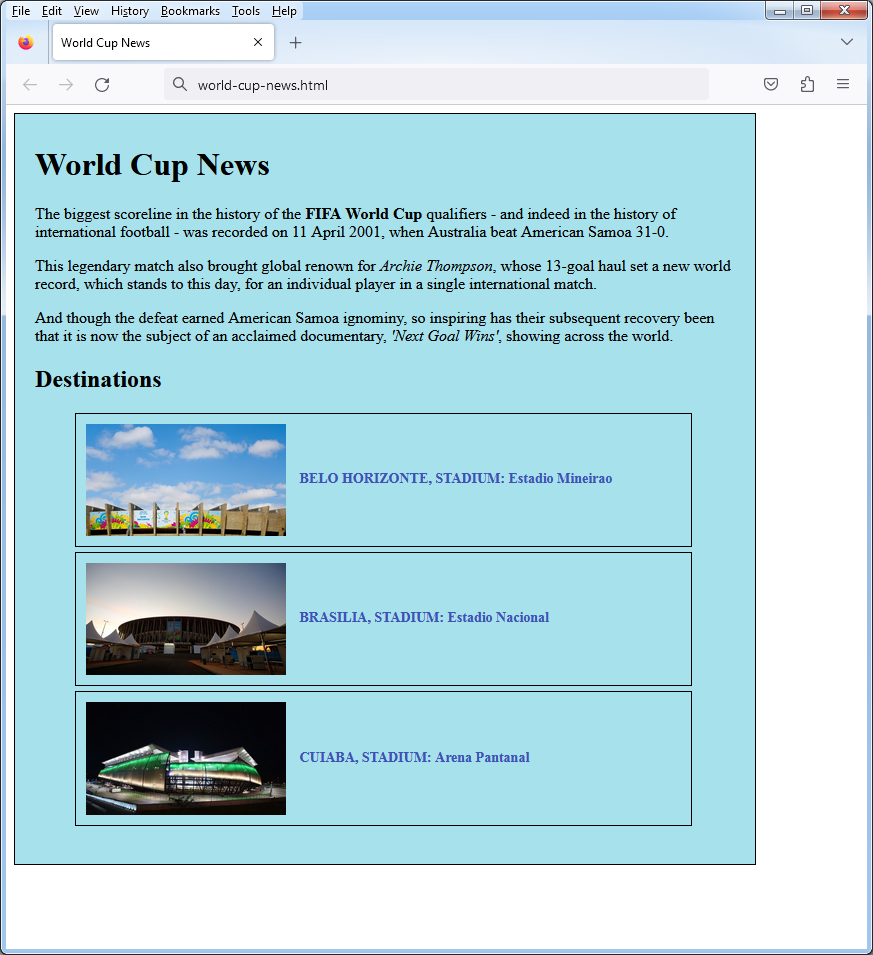 File Edit View History Bookmarks Tools Help
World Cup News
world-cup-news.html
World Cup News
The biggest scoreline in the history of the FIFA World Cup qualifiers - and indeed in the history of
international football - was recorded on 11 April 2001, when Australia beat American Samoa 31-0.
This legendary match also brought global renown for Archie Thompson, whose 13-goal haul set a new world
record, which stands to this day, for an individual player in a single international match.
And though the defeat earned American Samoa ignominy, so inspiring has their subsequent recovery been
that it is now the subject of an acclaimed documentary, 'Next Goal Wins', showing across the world.
Destinations
BELO HORIZONTE, STADIUM: Estadio Mineirao
BRASILIA, STADIUM: Estadio Nacional
CUIABA, STADIUM: Arena Pantanal